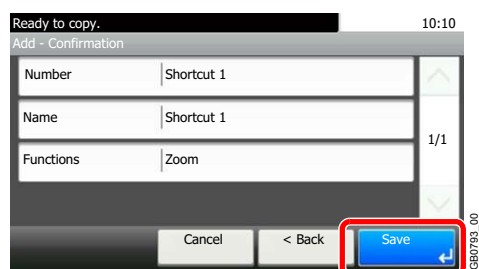 Ready to copy. 10:10
Add - Confirmation
Number Shortcut 1
Name Shortcut 1
1/1
Functions Zoom
Cancel < Back Save
GB0793_00